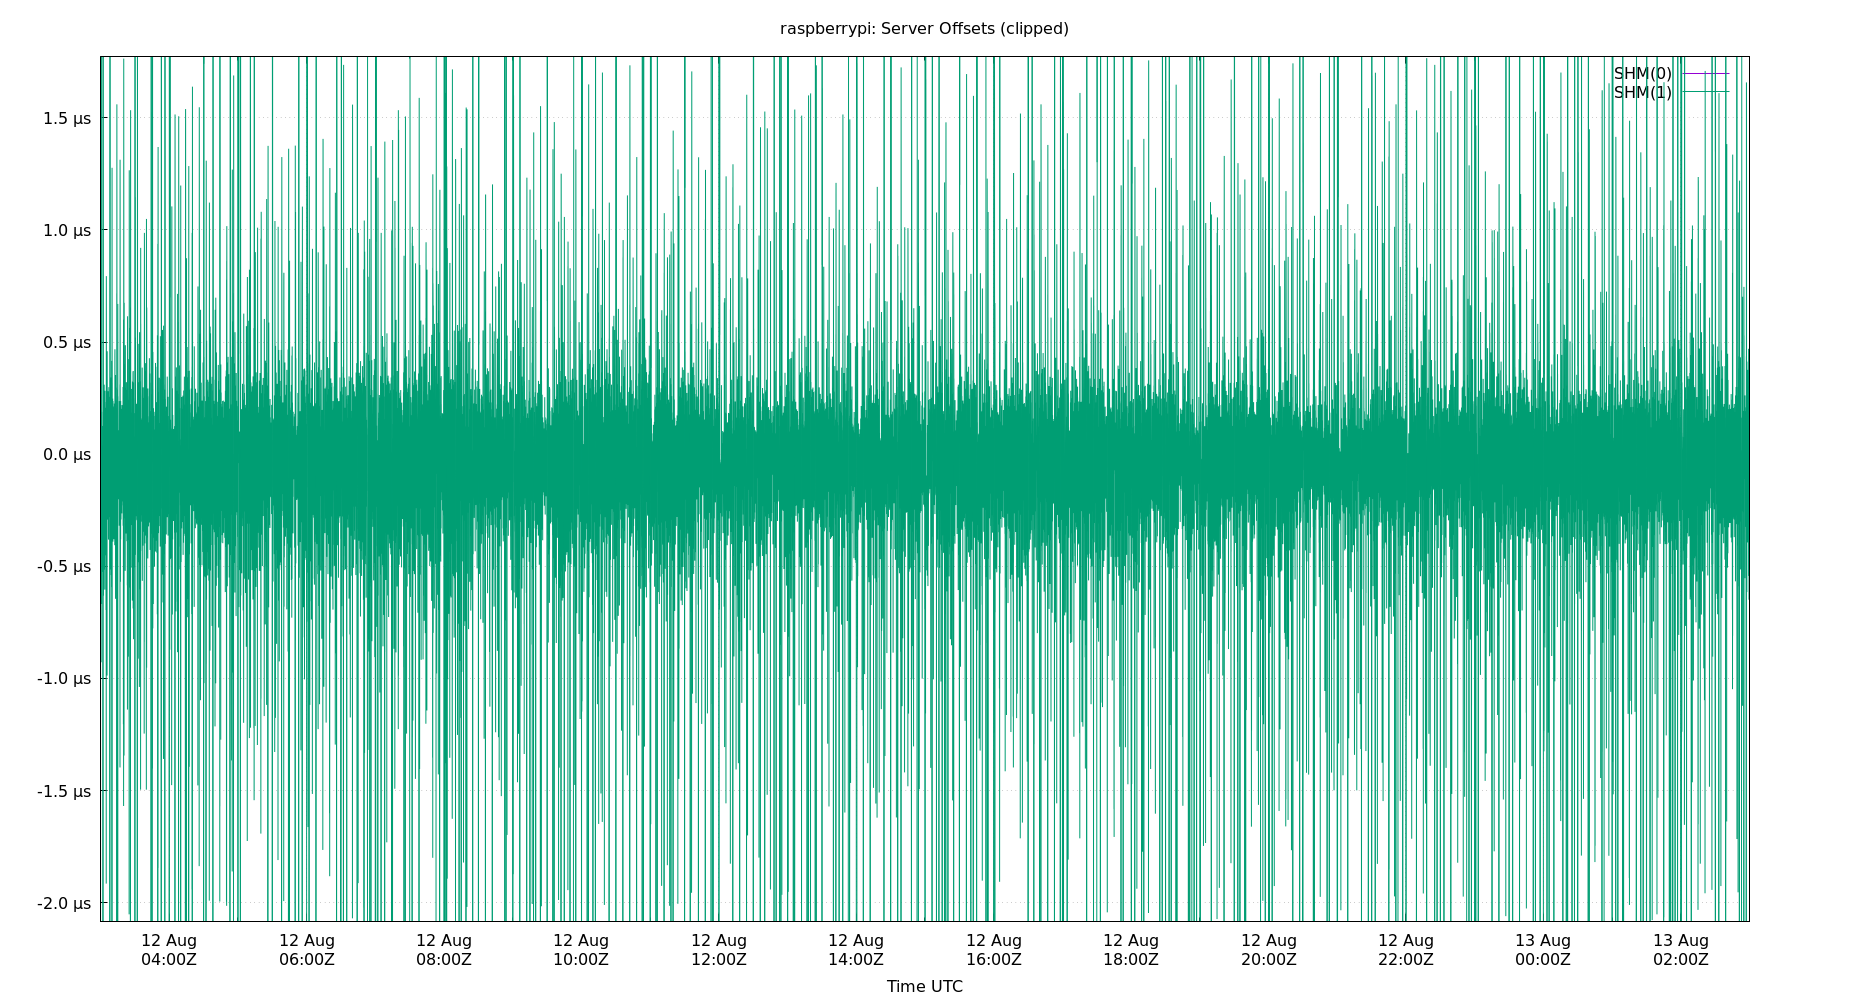 raspberrypi: Server Offsets (clipped)
SHM(0)
SHM(1)
1.5 µs
1.0 µs
0.5 µs
0.0 µs
-0.5 µs
-1.0 µs
-1.5 µs
-2.0 µs
12 Aug 12 Aug 12 Aug 12 Aug 12 Aug 12 Aug 12 Aug 12 Aug 12 Aug 12 Aug 13 Aug 13 Aug
04:00Z 06:00Z 08:00Z 10:00Z 12:00Z 14:00Z 16:00Z 18:00Z 20:00Z 22:00Z 00:00Z 02:00Z
Time UTC